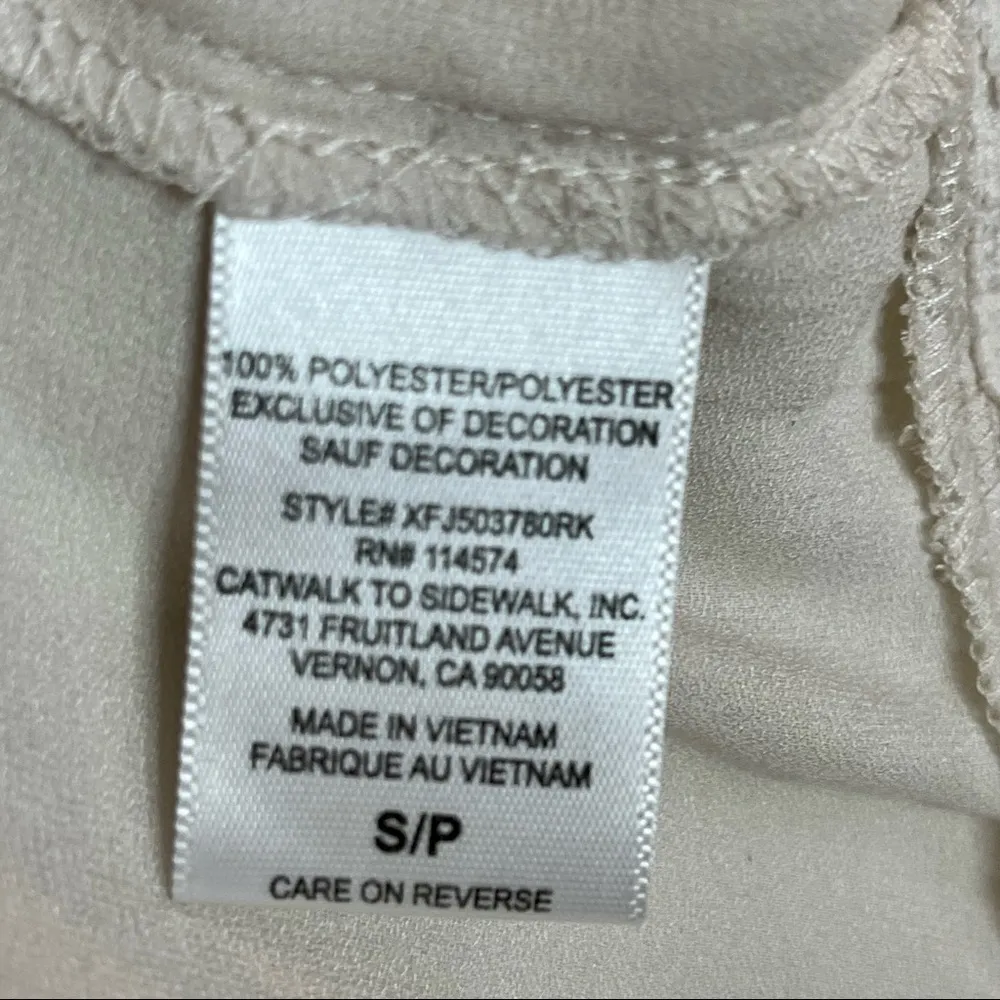 100% POLYESTER/POLYESTER
EXCLUSIVE OF DECORATION
SAUF DECORATION
STYLE# XFJ503780RK
RN# 114574
CATWALK TO SIDEWALK, INC.
4731 FRUITLAND AVENUE
VERNON, CA 90058
MADE IN VIETNAM
FABRIQUE AU VIETNAM
S/P
CARE ON REVERSE